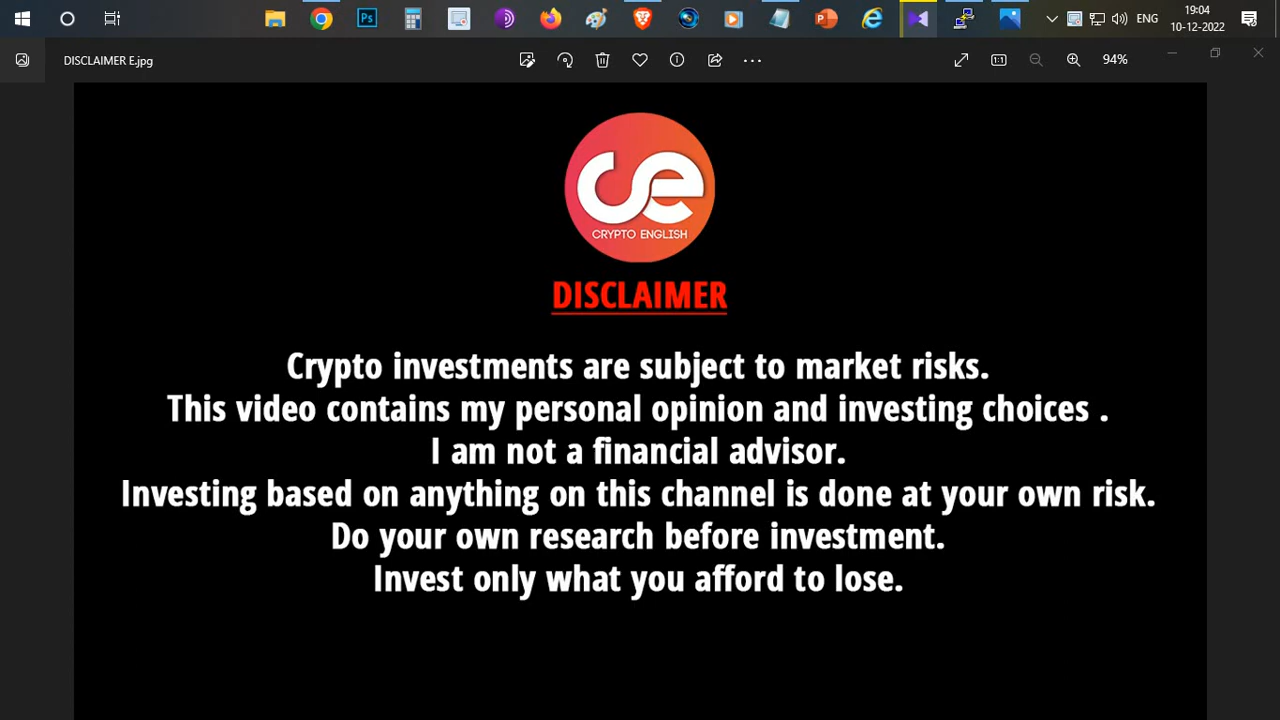 19:04
ENG
10-12-2022
DISCLAIMER E.jpg
94%
CRYPTO ENGLISH
DISCLAIMER
Crypto investments are subject to market risks.
This video contains my personal opinion and investing choices .
I am not a financial advisor.
Investing based on anything on this channel is done at your own risk.
Do your own research before investment.
Invest only what you afford to lose.